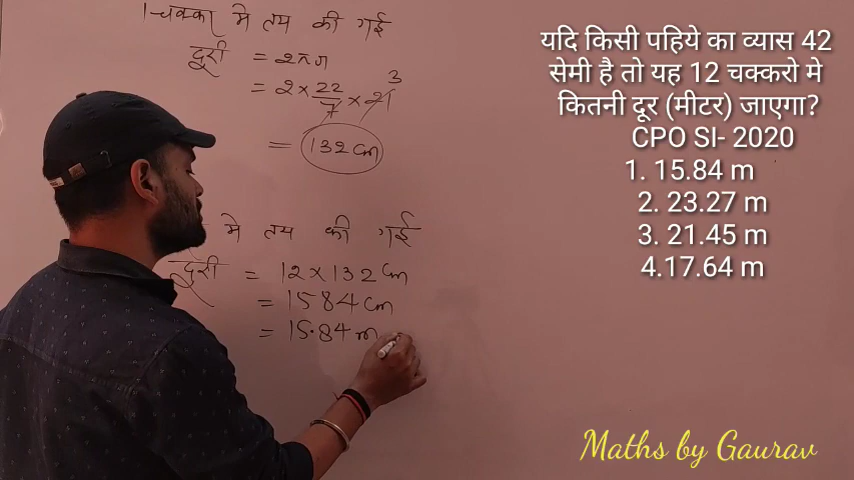 1 चक्कर मे तय की गई
दूरी = 2πr
= 2 × 22/7 × 21 3
= 132 cm
मे तय की गई
दूरी = 12 × 132 cm
= 1584 cm
= 15.84 m
यदि किसी पहिये का व्यास 42
सेमी है तो यह 12 चक्करो मे
कितनी दूर (मीटर) जाएगा?
CPO SI- 2020
1. 15.84 m
2. 23.27 m
3. 21.45 m
4.17.64 m
Maths by Gaurav